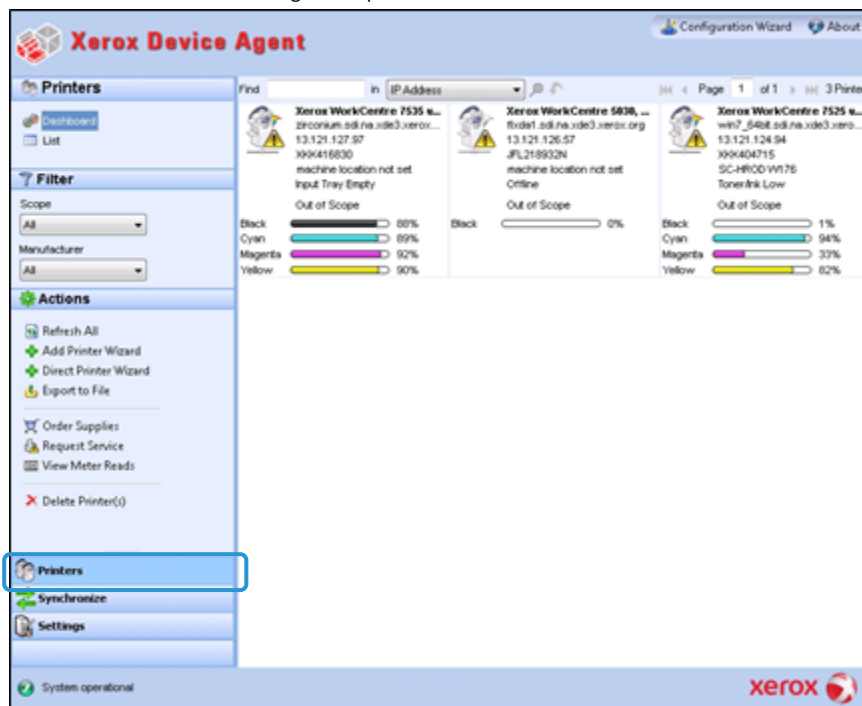 Xerox Device Agent
Configuration Wizard About
Printers
Dashboard
List
Filter
Scope
All
Manufacturer
All
Actions
Refresh All
Add Printer Wizard
Direct Printer Wizard
Export to File
Order Supplies
Request Service
View Meter Reads
Delete Printer(s)
Printers
Synchronize
Settings
System operational
Find in IP Address
Page 1 of 1 3 Printe
Xerox WorkCentre 7535 u...
zirconium.sdi.na.xde3.xerox....
13.121.127.97
XKK416830
machine location not set
Input Tray Empty
Out of Scope
Black 88%
Cyan 89%
Magenta 92%
Yellow 90%
Xerox WorkCentre 5030, ...
sdi.na.xde3.xerox.org
13.121.126.57
JFL218932N
machine location not set
Offline
Out of Scope
Black 0%
Xerox WorkCentre 7525 u...
win7_64bit.sdi.na.xde3.xero...
13.121.124.94
XKK404715
SC-HROD W176
Toner/Ink Low
Out of Scope
Black 1%
Cyan 94%
Magenta 33%
Yellow 82%
xerox